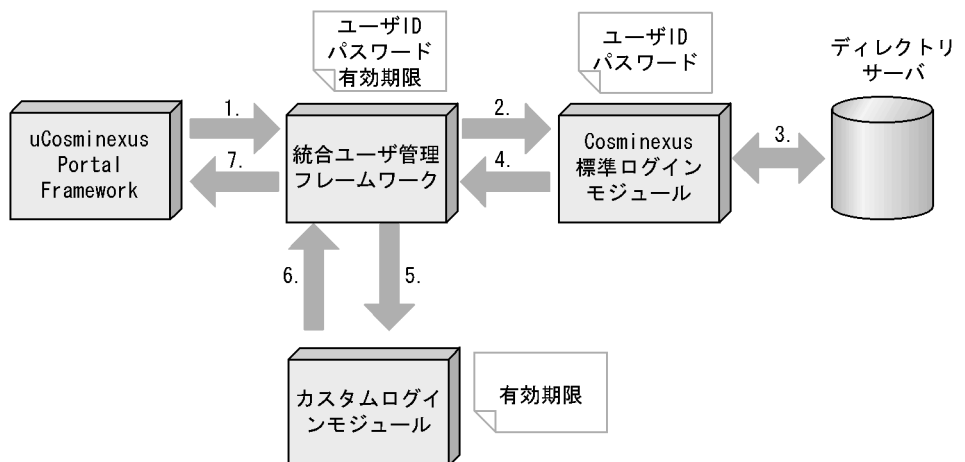 ユーザID
パスワード
有効期限
ユーザID
パスワード
ディレクトリ
サーバ
1.
2.
3.
uCosminexus
Portal
Framework
7.
統合ユーザ管理
フレームワーク
4.
Cosminexus
標準ログイン
モジュール
6.
5.
カスタムログイ
ンモジュール
有効期限